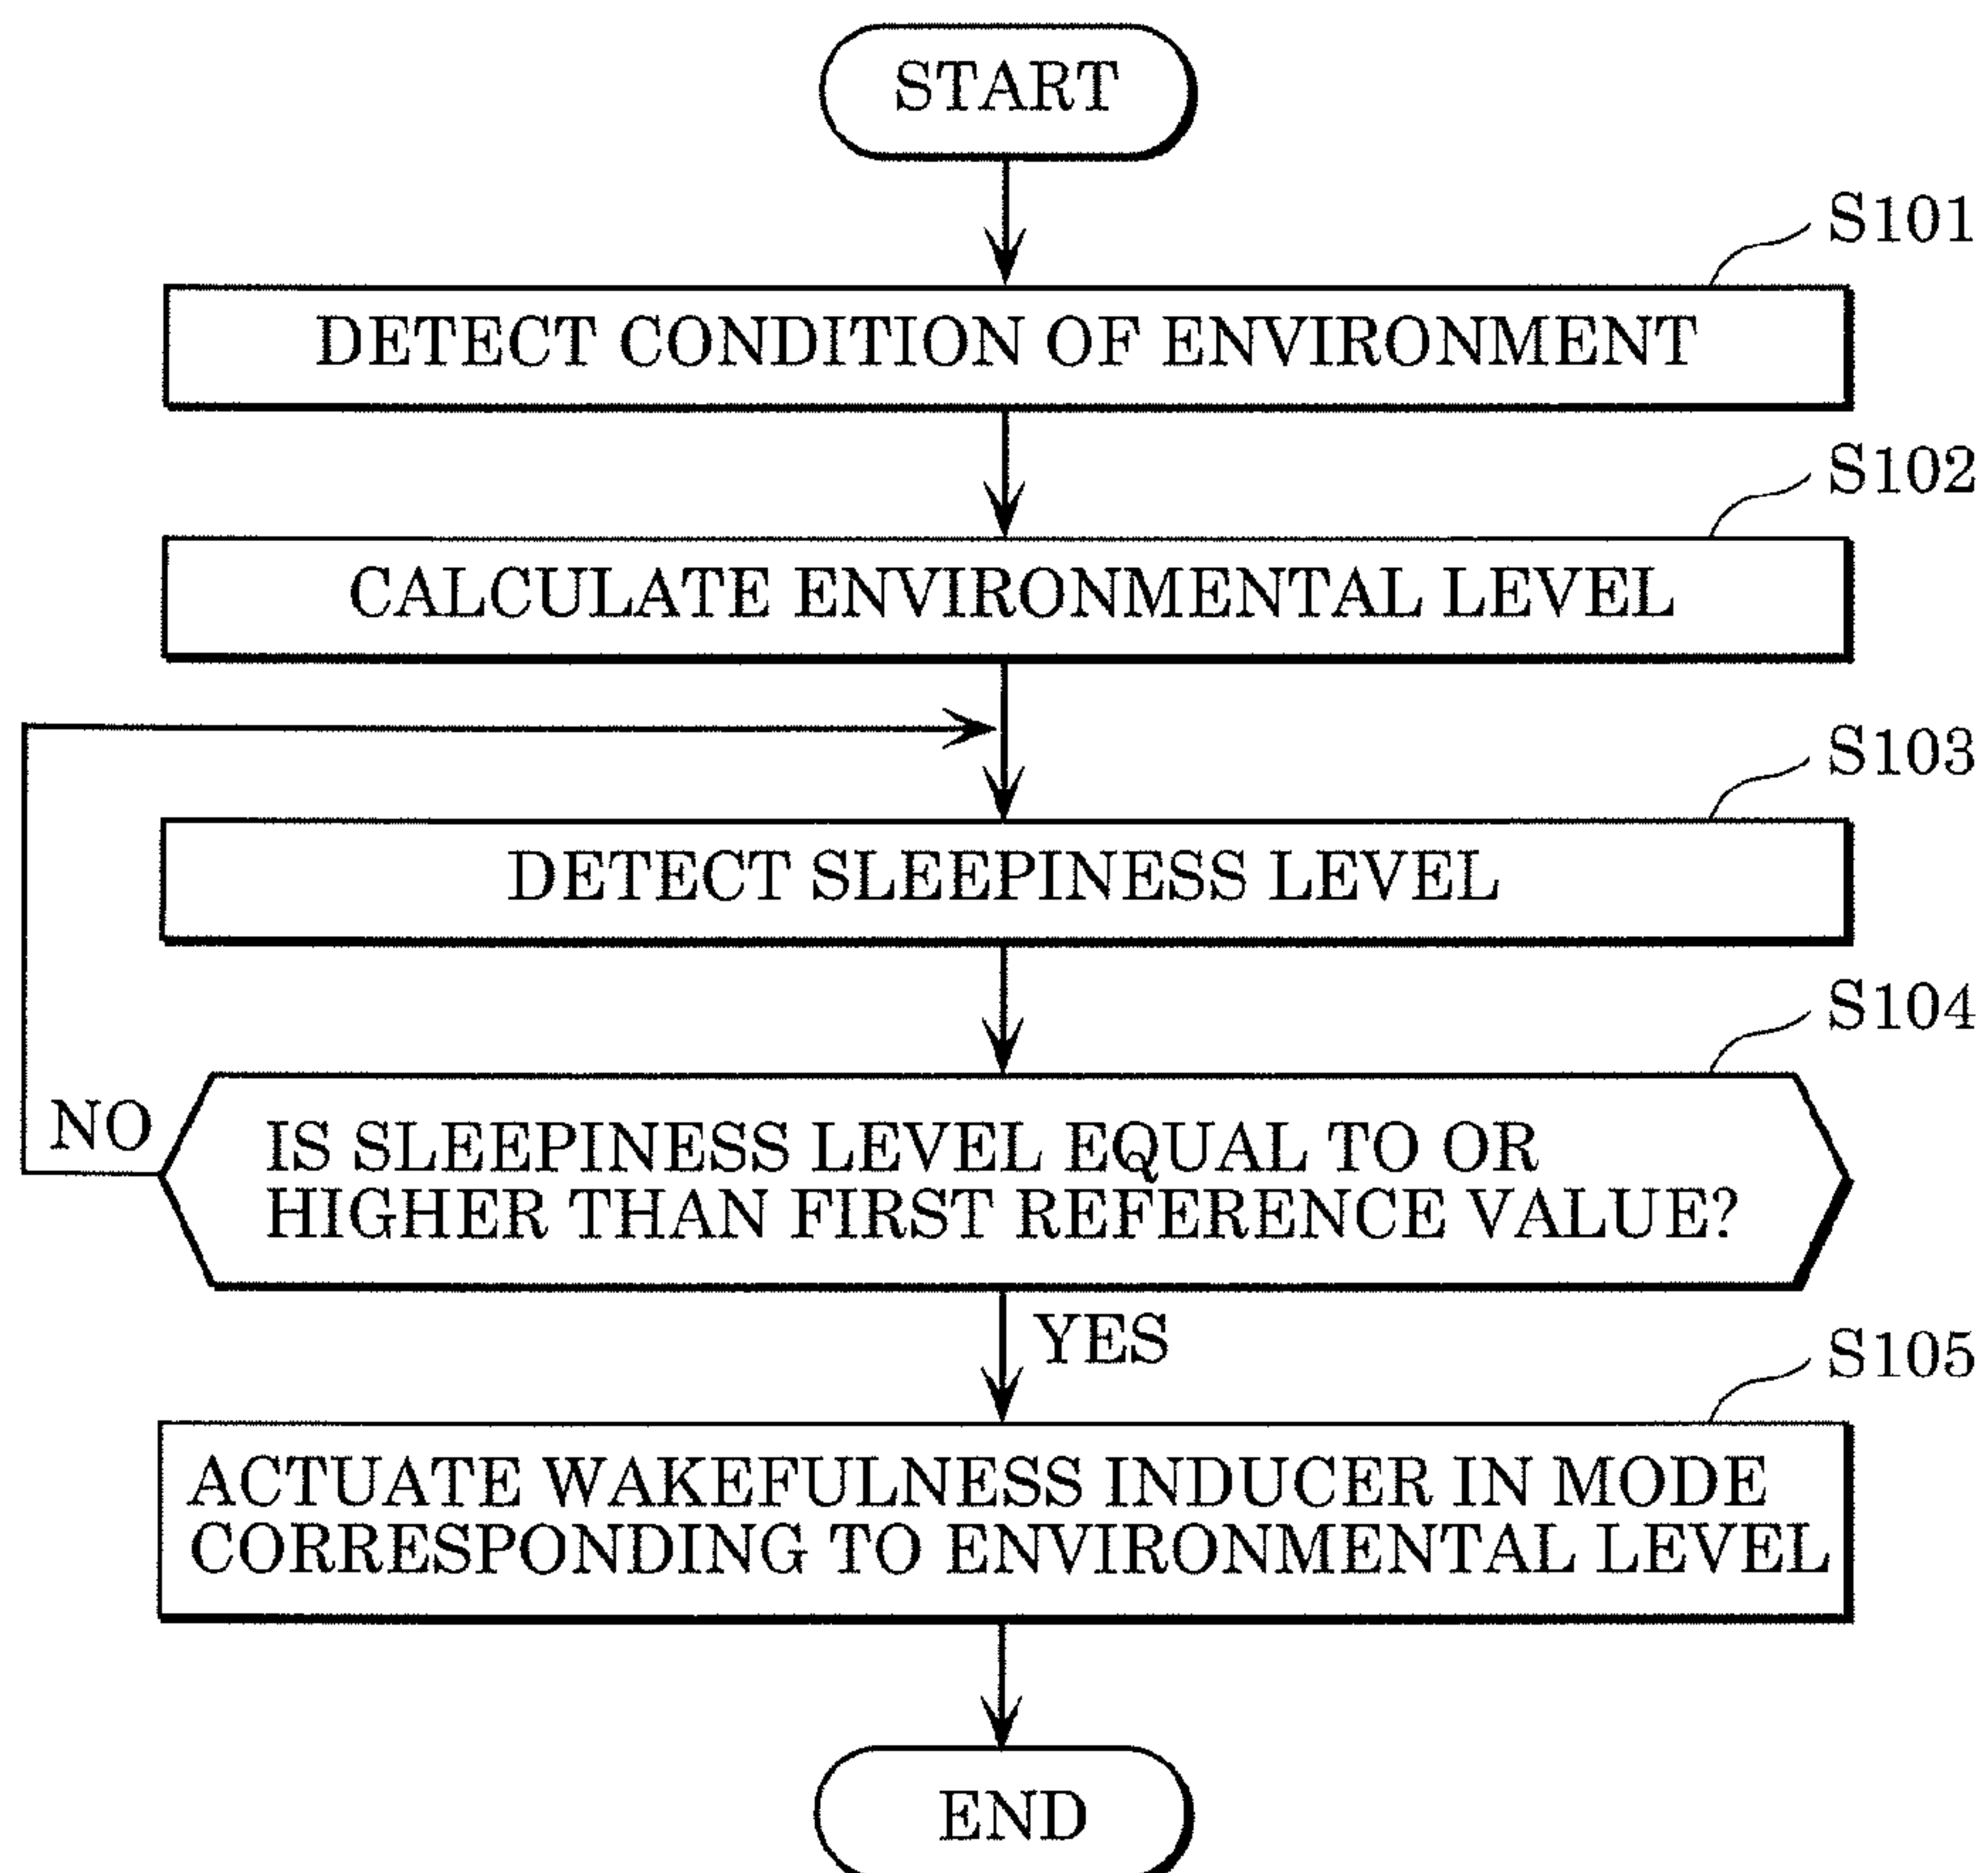 START
S101
DETECT CONDITION OF ENVIRONMENT
S102
CALCULATE ENVIRONMENTAL LEVEL
S103
DETECT SLEEPINESS LEVEL
S104
NO
IS SLEEPINESS LEVEL EQUAL TO OR
HIGHER THAN FIRST REFERENCE VALUE?
YES
S105
ACTUATE WAKEFULNESS INDUCER IN MODE
CORRESPONDING TO ENVIRONMENTAL LEVEL
END